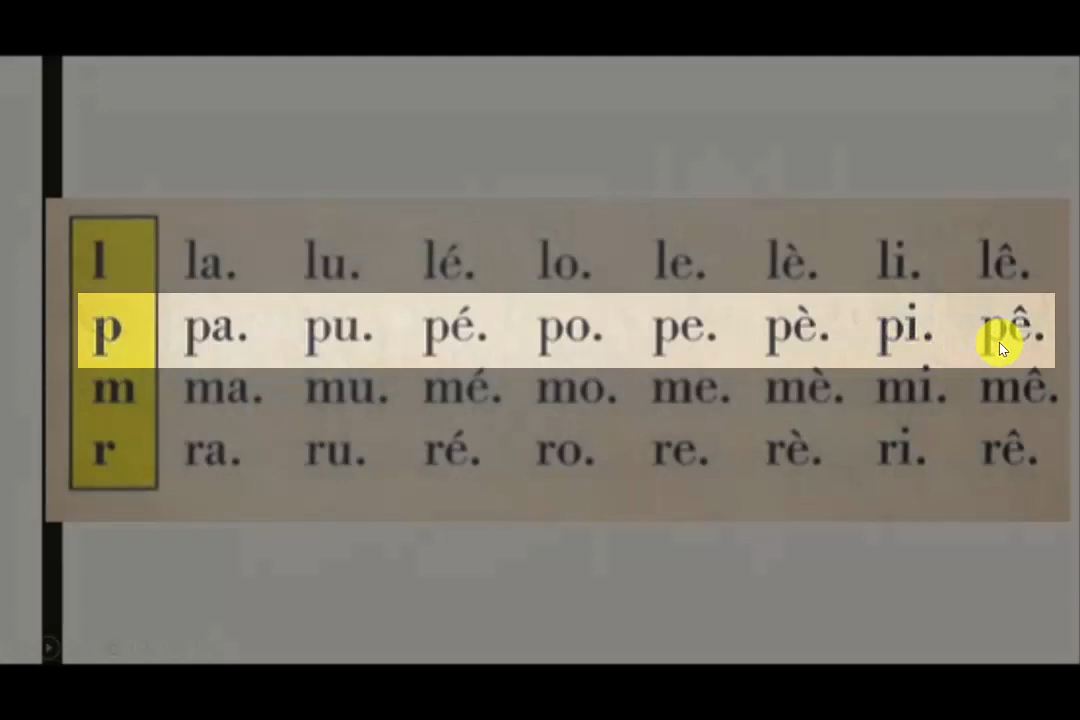 l la. lu. lé. lo. le. lè. li. lê.
p pa. pu. pé. po. pe. pè. pi. pê.
m ma. mu. mé. mo. me. mè. mi. mê.
r ra. ru. ré. ro. re. rè. ri. rê.